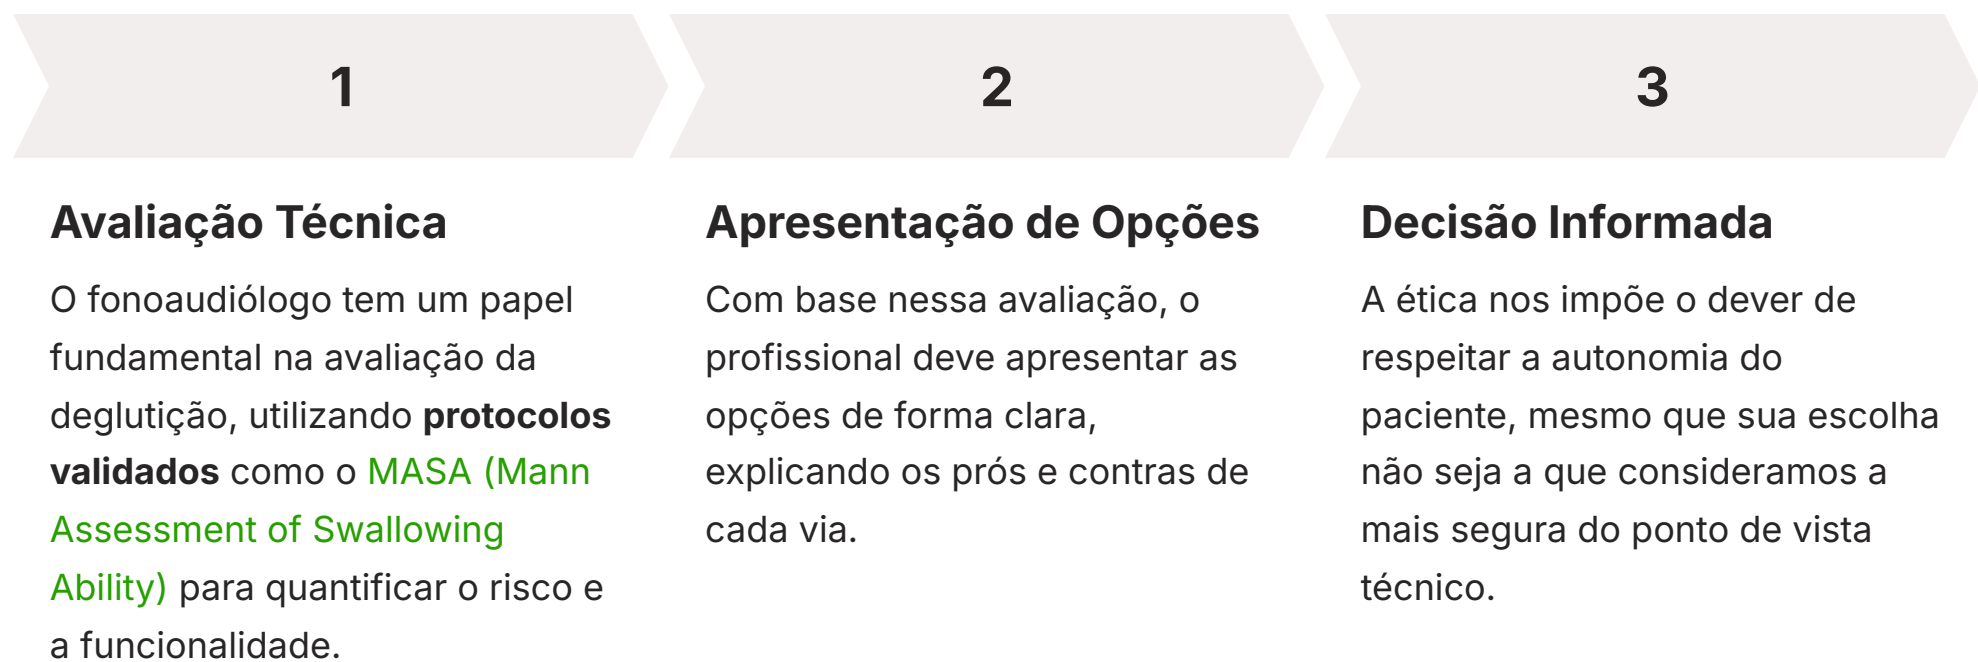 1
Avaliação Técnica
O fonoaudiólogo tem um papel
fundamental na avaliação da
deglutição, utilizando protocolos
validados como o MASA (Mann
Assessment of Swallowing
Ability) para quantificar o risco e
a funcionalidade.
2
Apresentação de Opções
Com base nessa avaliação, o
profissional deve apresentar as
opções de forma clara,
explicando os prós e contras de
cada via.
3
Decisão Informada
A ética nos impõe o dever de
respeitar a autonomia do
paciente, mesmo que sua escolha
não seja a que consideramos a
mais segura do ponto de vista
técnico.